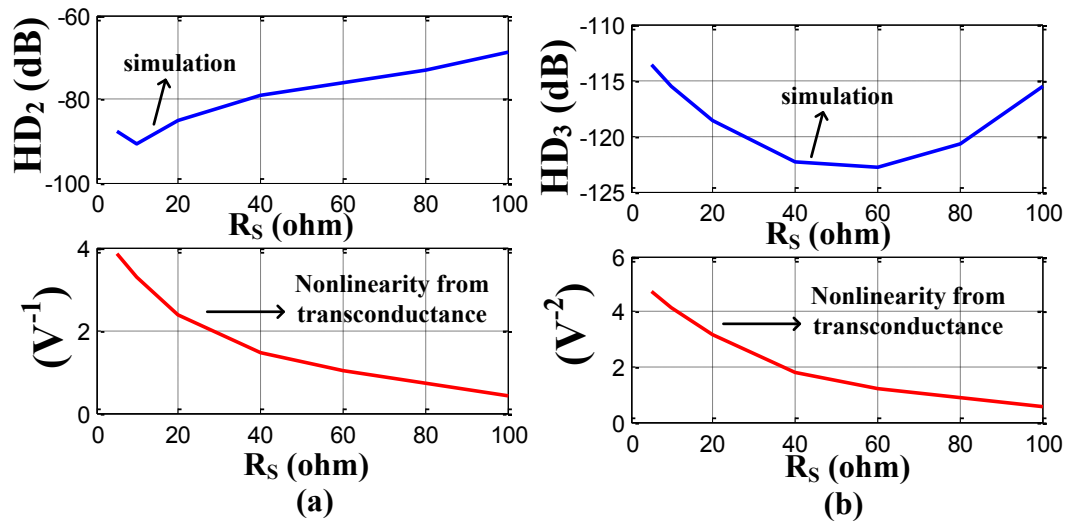 HD2 (dB)
-60
-80
-100
simulation
0 20 40 60 80 100
RS (ohm)
(V-1)
4
2
0
Nonlinearity from
transconductance
0 20 40 60 80 100
RS (ohm)
(a)
HD3 (dB)
-110
-115
-120
-125
simulation
0 20 40 60 80 100
RS (ohm)
(V-2)
6
4
2
0
Nonlinearity from
transconductance
0 20 40 60 80 100
RS (ohm)
(b)